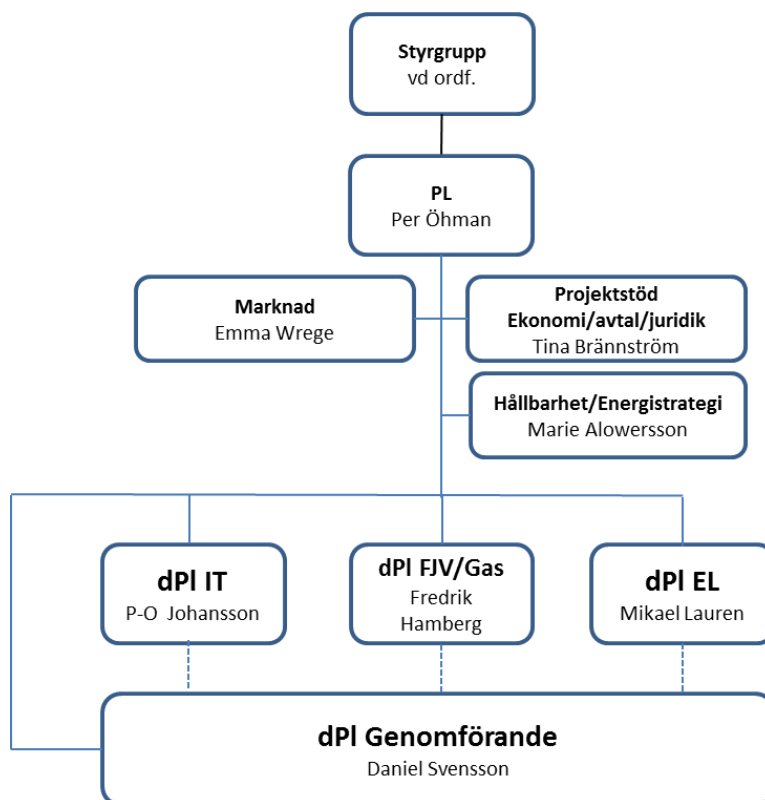 Styrgrupp
vd ordf.
PL
Per Öhman
Marknad
Emma Wrege
Projektstöd
Ekonomi/avtal/juridik
Tina Brännström
Hållbarhet/Energistrategi
Marie Alowersson
dPl IT
P-O Johansson
dPl FJV/Gas
Fredrik
Hamberg
dPl EL
Mikael Lauren
dPl Genomförande
Daniel Svensson